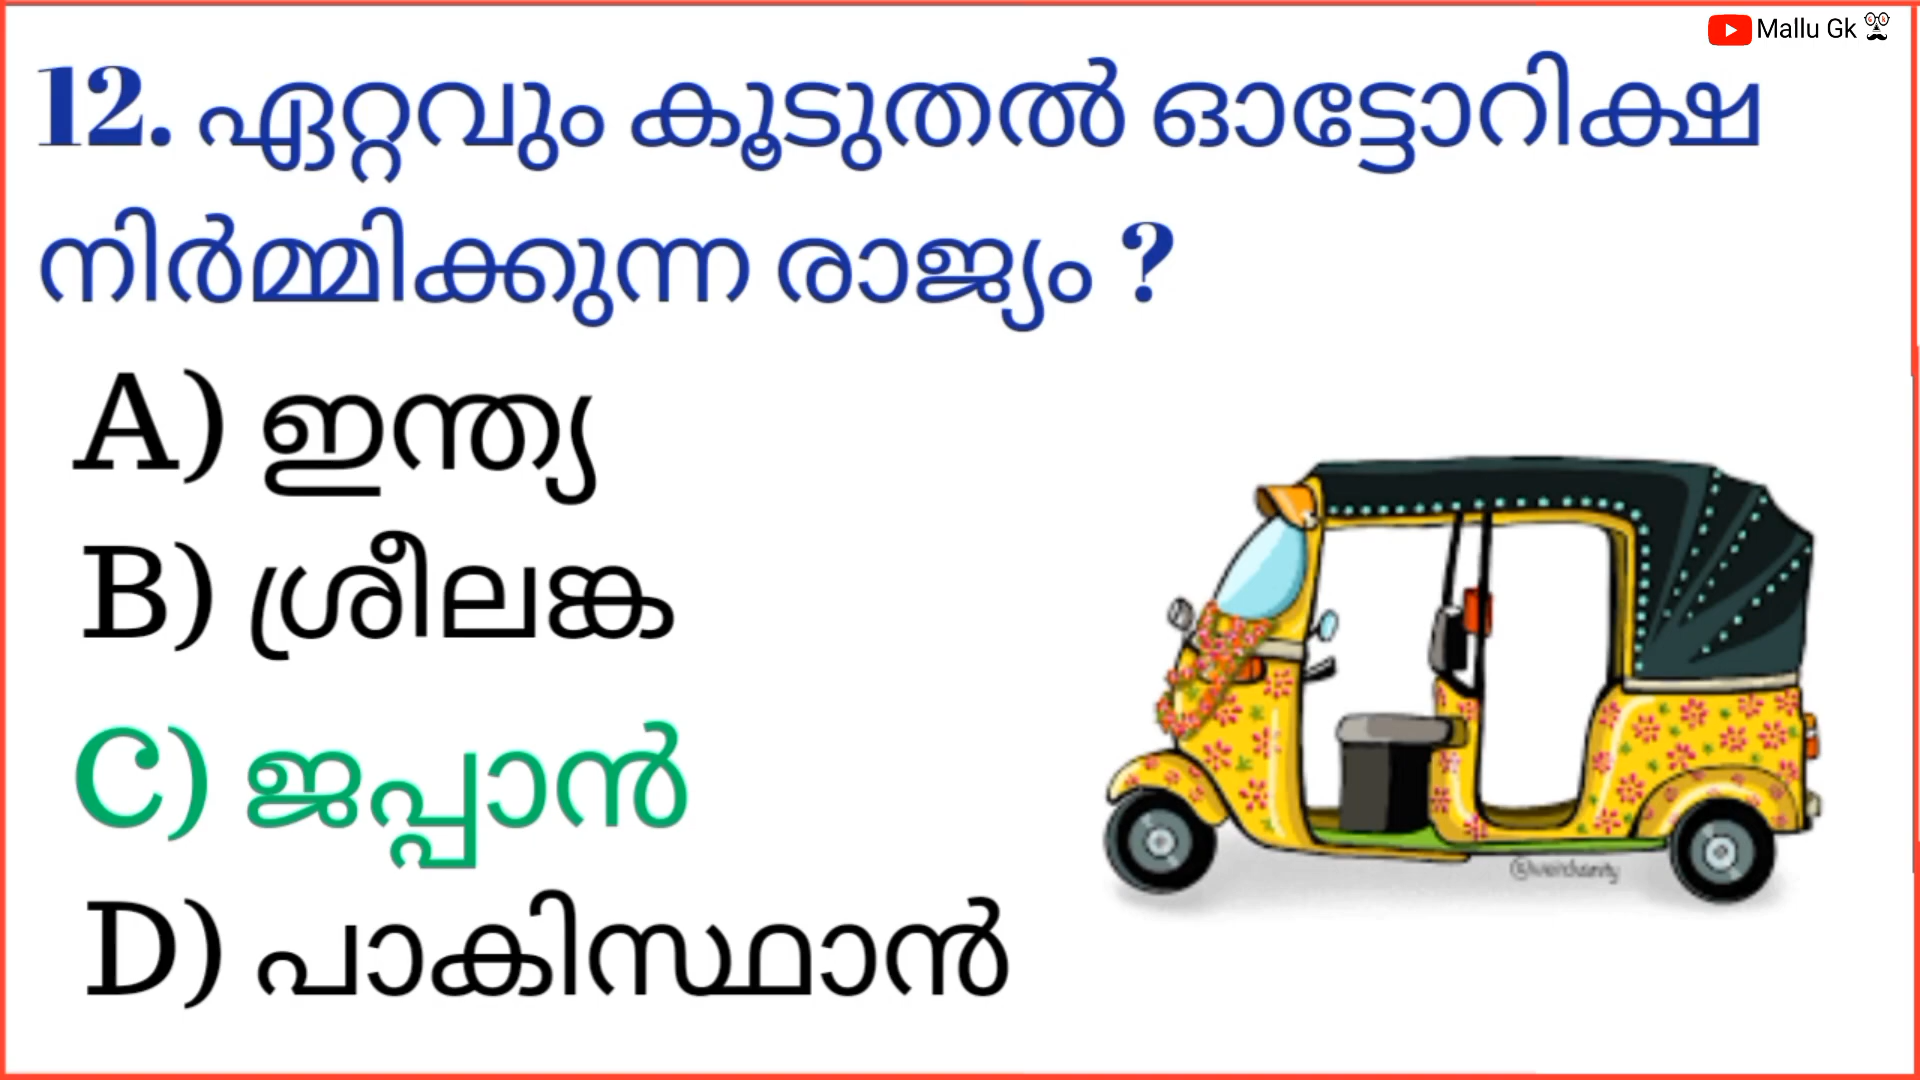 Mallu Gk
12. ഏറ്റവും കൂടുതൽ ഓട്ടോറിക്ഷ
നിർമ്മിക്കുന്ന രാജ്യം ?
A) ഇന്ത്യ
B) ശ്രീലങ്ക
C) ജപ്പാൻ
D) പാകിസ്ഥാൻ